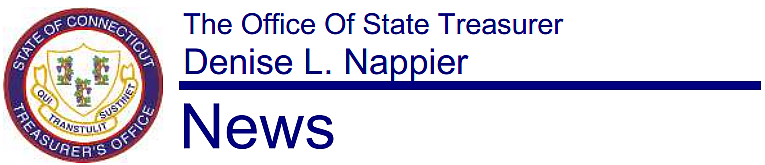 STATE OF CONNECTICUT
TREASURER'S OFFICE
QUI
TRANSTULIT
SUSTINET
The Office Of State Treasurer
Denise L. Nappier
News